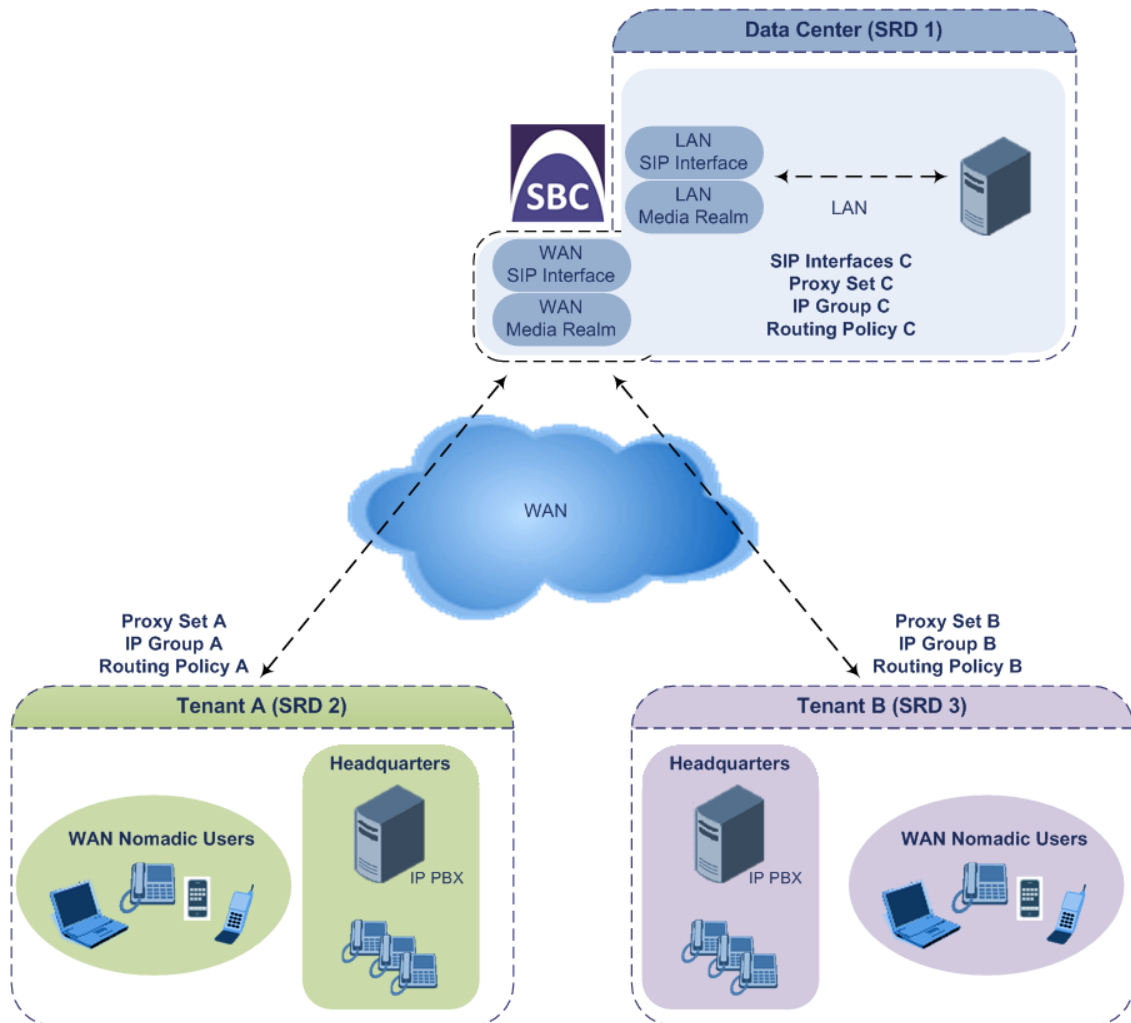 Data Center (SRD 1)
SBC
LAN
SIP Interface
LAN
Media Realm
LAN
WAN
SIP Interface
WAN
Media Realm
SIP Interfaces C
Proxy Set C
IP Group C
Routing Policy C
WAN
Proxy Set A
IP Group A
Routing Policy A
Proxy Set B
IP Group B
Routing Policy B
Tenant A (SRD 2)
WAN Nomadic Users
Headquarters
IP PBX
Tenant B (SRD 3)
Headquarters
IP PBX
WAN Nomadic Users